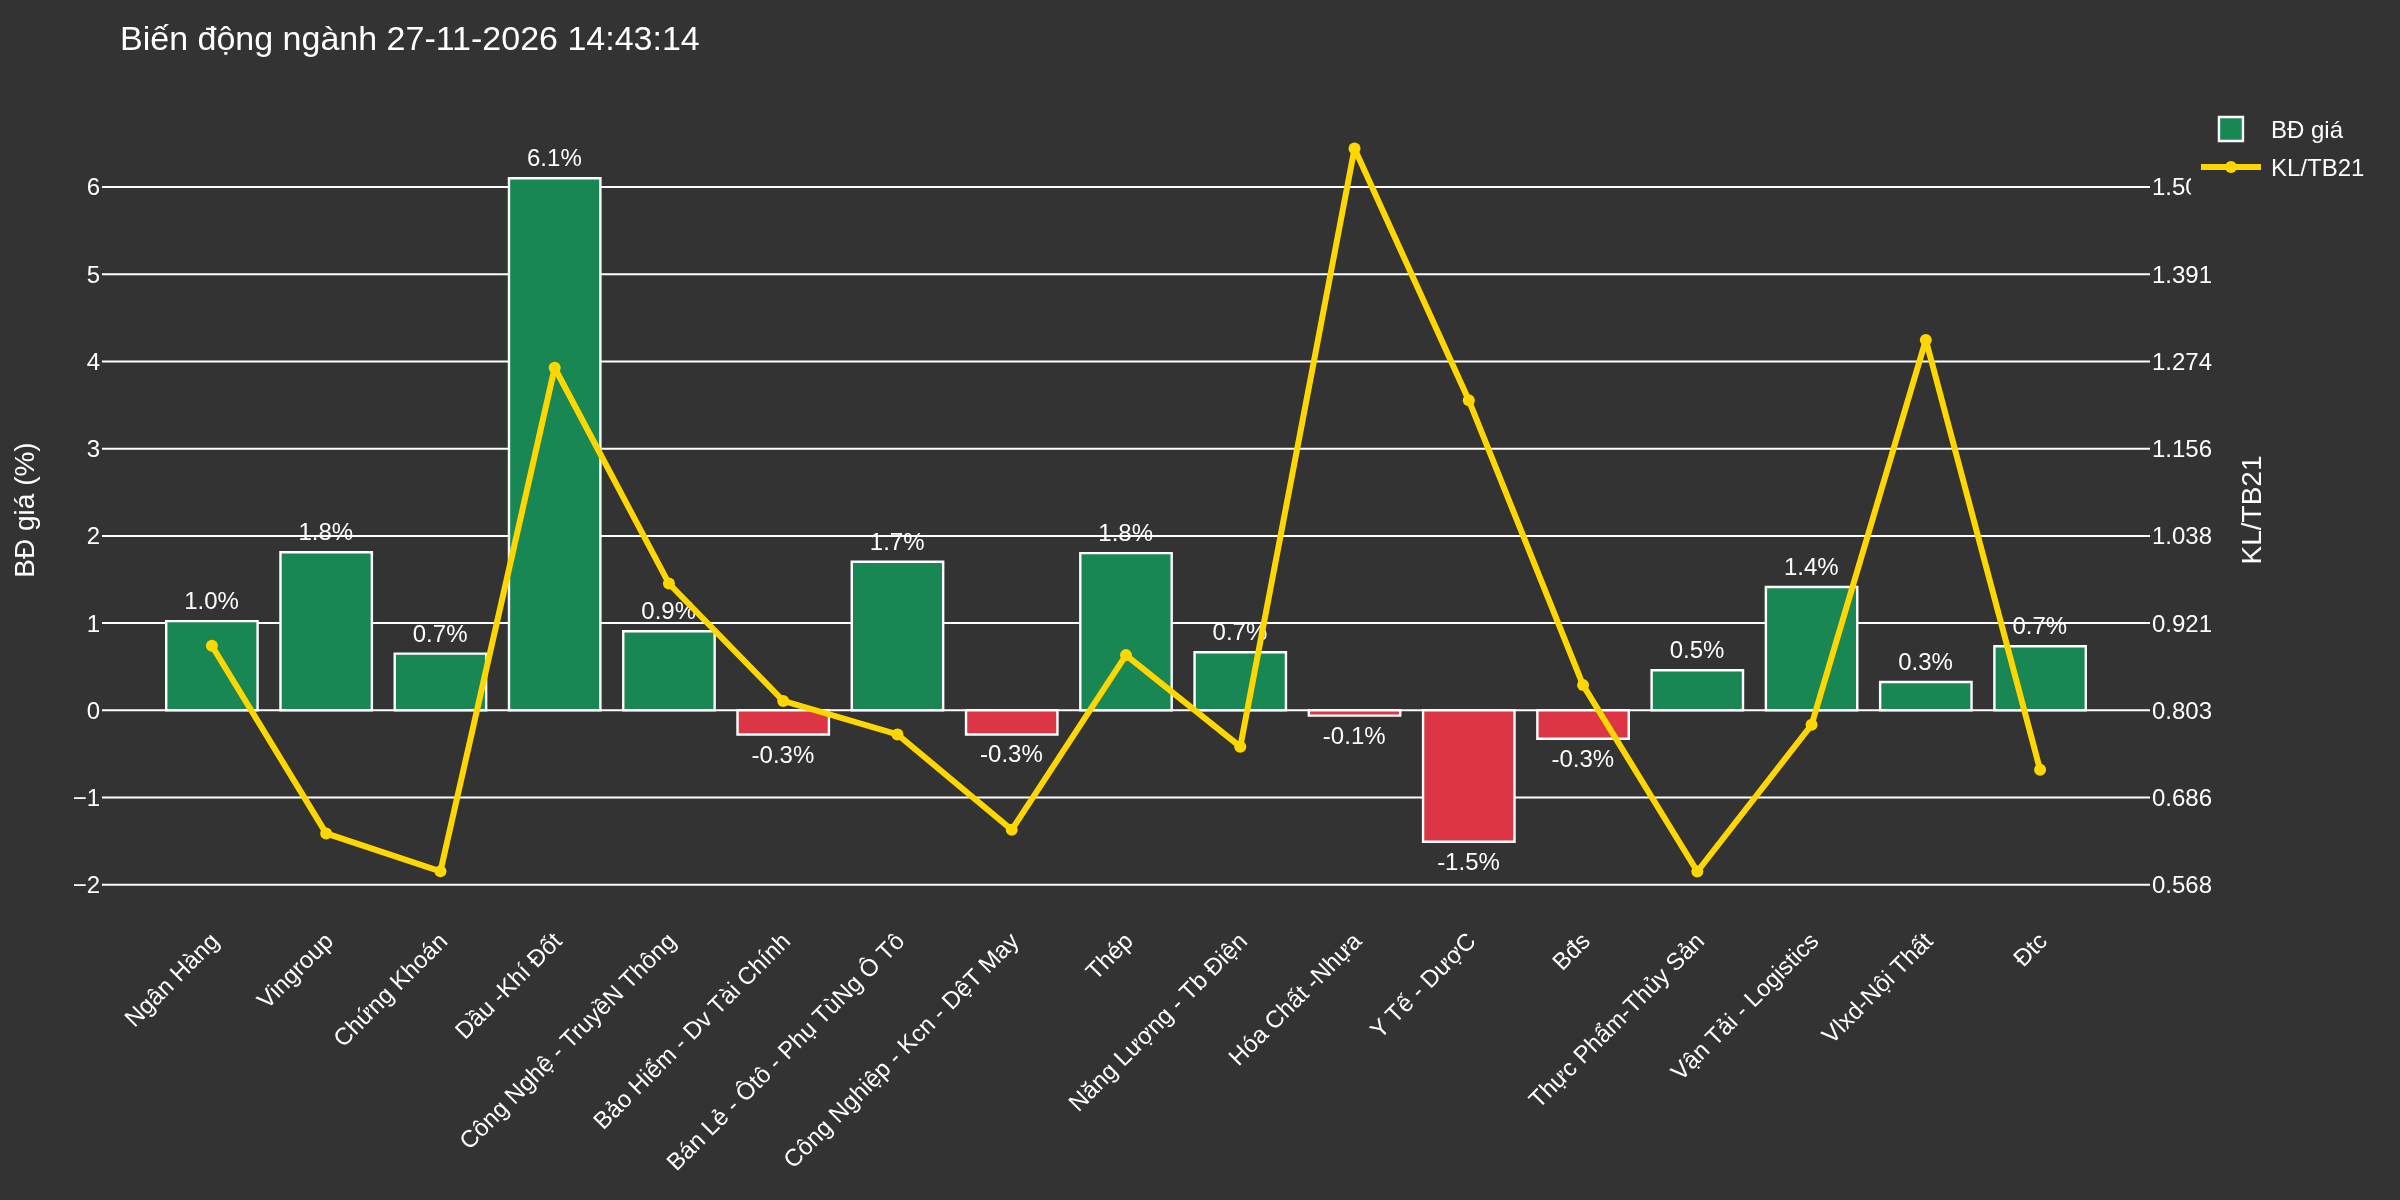 Biến động ngành 27-11-2026 14:43:14
BĐ giá
KL/TB21
6.1%
1.0%
1.8%
0.7%
0.9%
-0.3%
1.7%
-0.3%
1.8%
0.7%
-0.1%
-1.5%
-0.3%
0.5%
1.4%
0.3%
0.7%
6
5
4
3
2
1
0
−1
−2
BĐ giá (%)
1.391
1.274
1.156
1.038
0.921
0.803
0.686
0.568
KL/TB21
Ngân Hàng
Vingroup
Chứng Khoán
Dầu -Khí Đốt
Công Nghệ - TruyềN Thông
Bảo Hiểm - Dv Tài Chính
Bán Lẻ - Ôtô - Phụ TùNg Ô Tô
Công Nghiệp - Kcn - DệT May
Thép
Năng Lượng - Tb Điện
Hóa Chất -Nhựa
Y Tế - DượC
Bđs
Thực Phẩm-Thủy Sản
Vận Tải - Logistics
Vlxd-Nội Thất
Đtc